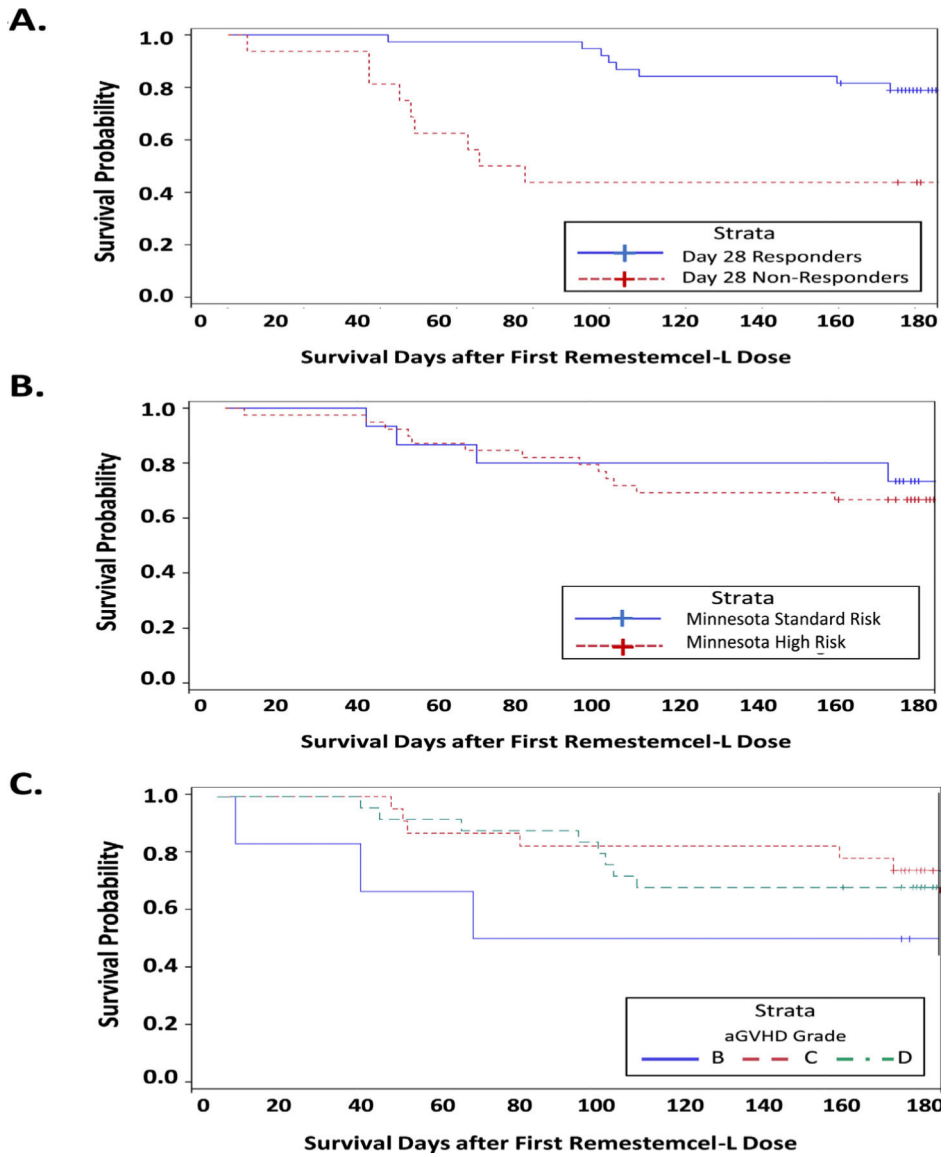 A.
1.0
0.8
0.6
0.4
0.2
0.0
Survival Probability
Strata
Day 28 Responders
Day 28 Non-Responders
0 20 40 60 80 100 120 140 160 180
Survival Days after First Remestemcel-L Dose
B.
1.0
0.8
0.6
0.4
0.2
0.0
Survival Probability
Strata
Minnesota Standard Risk
Minnesota High Risk
0 20 40 60 80 100 120 140 160 180
Survival Days after First Remestemcel-L Dose
C.
1.0
0.8
0.6
0.4
0.2
0.0
Survival Probability
Strata
aGVHD Grade
B C D
0 20 40 60 80 100 120 140 160 180
Survival Days after First Remestemcel-L Dose